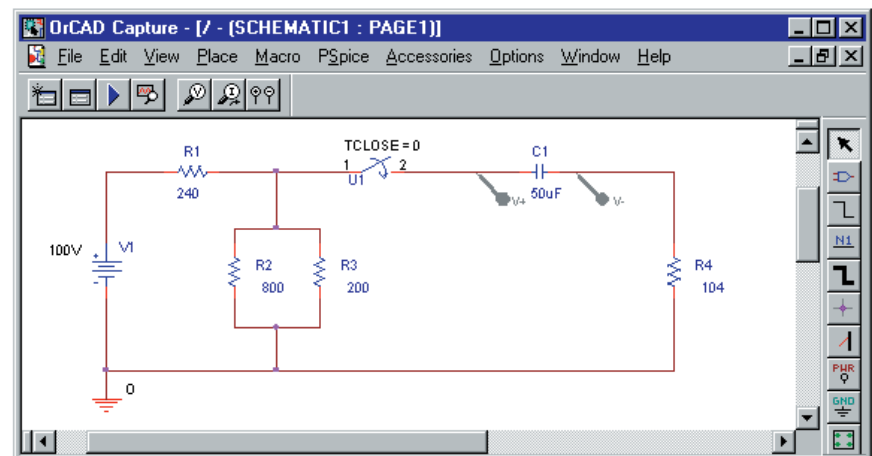 OrCAD Capture - [/ - (SCHEMATIC1 : PAGE1)]
File Edit View Place Macro PSpice Accessories Options Window Help
R1
240
TCLOSE = 0
1 2
U1
C1
50uF
V+
V-
100V
+
-
V1
R2
800
R3
200
R4
104
0
N1
PWR
GND